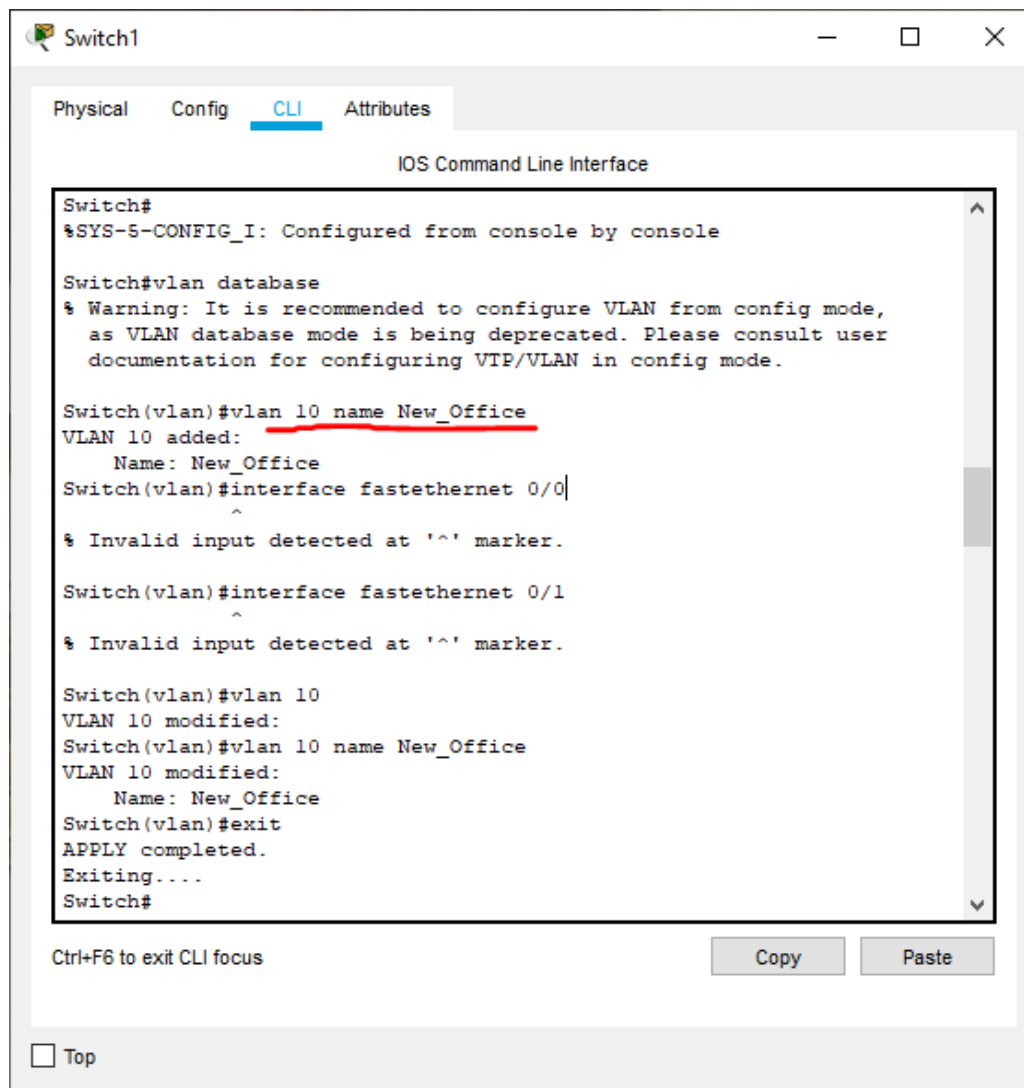 Switch1
Physical Config CLI Attributes
IOS Command Line Interface
Switch#
%SYS-5-CONFIG_I: Configured from console by console
Switch#vlan database
% Warning: It is recommended to configure VLAN from config mode,
as VLAN database mode is being deprecated. Please consult user
documentation for configuring VTP/VLAN in config mode.
Switch(vlan)#vlan 10 name New_Office
VLAN 10 added:
Name: New_Office
Switch(vlan)#interface fastethernet 0/0
^
% Invalid input detected at '^' marker.
Switch(vlan)#interface fastethernet 0/1
^
% Invalid input detected at '^' marker.
Switch(vlan)#vlan 10
VLAN 10 modified:
Switch(vlan)#vlan 10 name New_Office
VLAN 10 modified:
Name: New_Office
Switch(vlan)#exit
APPLY completed.
Exiting....
Switch#
Ctrl+F6 to exit CLI focus Copy Paste
Top